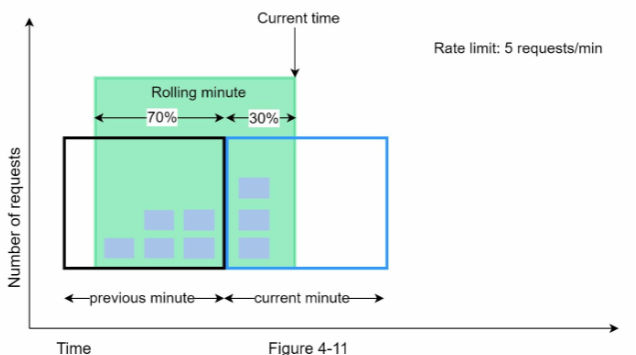 Current time
Rate limit: 5 requests/min
Rolling minute
70%
30%
Number of requests
previous minute
current minute
Time
Figure 4-11